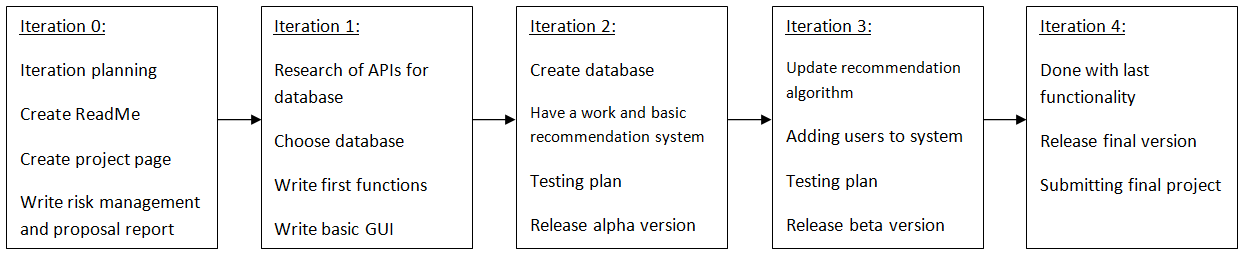 Iteration 0:
Iteration planning
Create ReadMe
Create project page
Write risk management
and proposal report
Iteration 1:
Research of APIs for
database
Choose database
Write first functions
Write basic GUI
Iteration 2:
Create database
Have a work and basic
recommendation system
Testing plan
Release alpha version
Iteration 3:
Update recommendation
algorithm
Adding users to system
Testing plan
Release beta version
Iteration 4:
Done with last
functionality
Release final version
Submitting final project